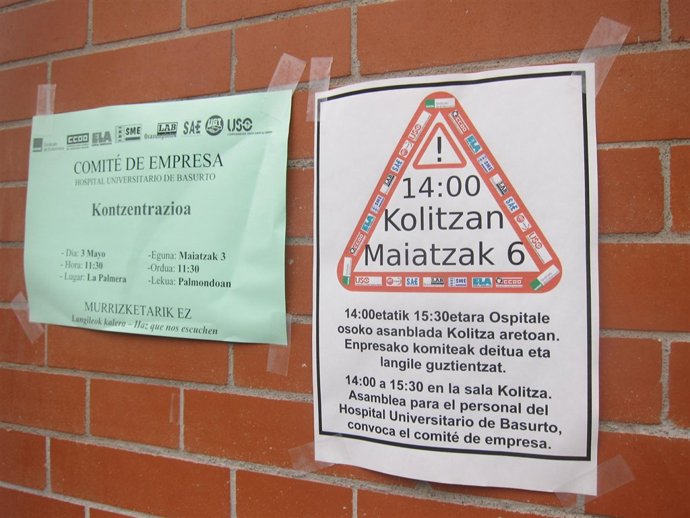 CCOO ELA SME LAB SAE UGT USO
COMITÉ DE EMPRESA
HOSPITAL UNIVERSITARIO DE BASURTO
Kontzentrazioa
- Dia: 3 Mayo
- Hora: 11:30
- Lugar: La Palmera
-Eguna: Maiatzak 3
-Ordua: 11:30
-Lekua: Palmondoan
MURRIZKETARIK EZ
Langileok kalera – Haz que nos escuchen
!
14:00
Kolitzan
Maiatzak 6
14:00etatik 15:30etara Ospitale
osoko asanblada Kolitza aretoan.
Enpresako komiteak deitua eta
langile guztientzat.
14:00 a 15:30 en la sala Kolitza.
Asamblea para el personal del
Hospital Universitario de Basurto,
convoca el comité de empresa.